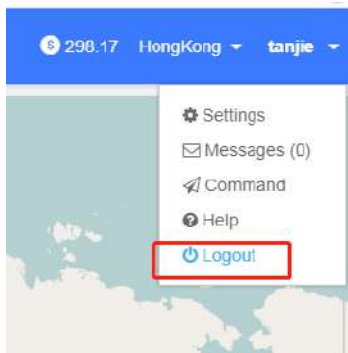 298.17 HongKong tanjie
Settings
Messages (0)
Command
Help
Logout